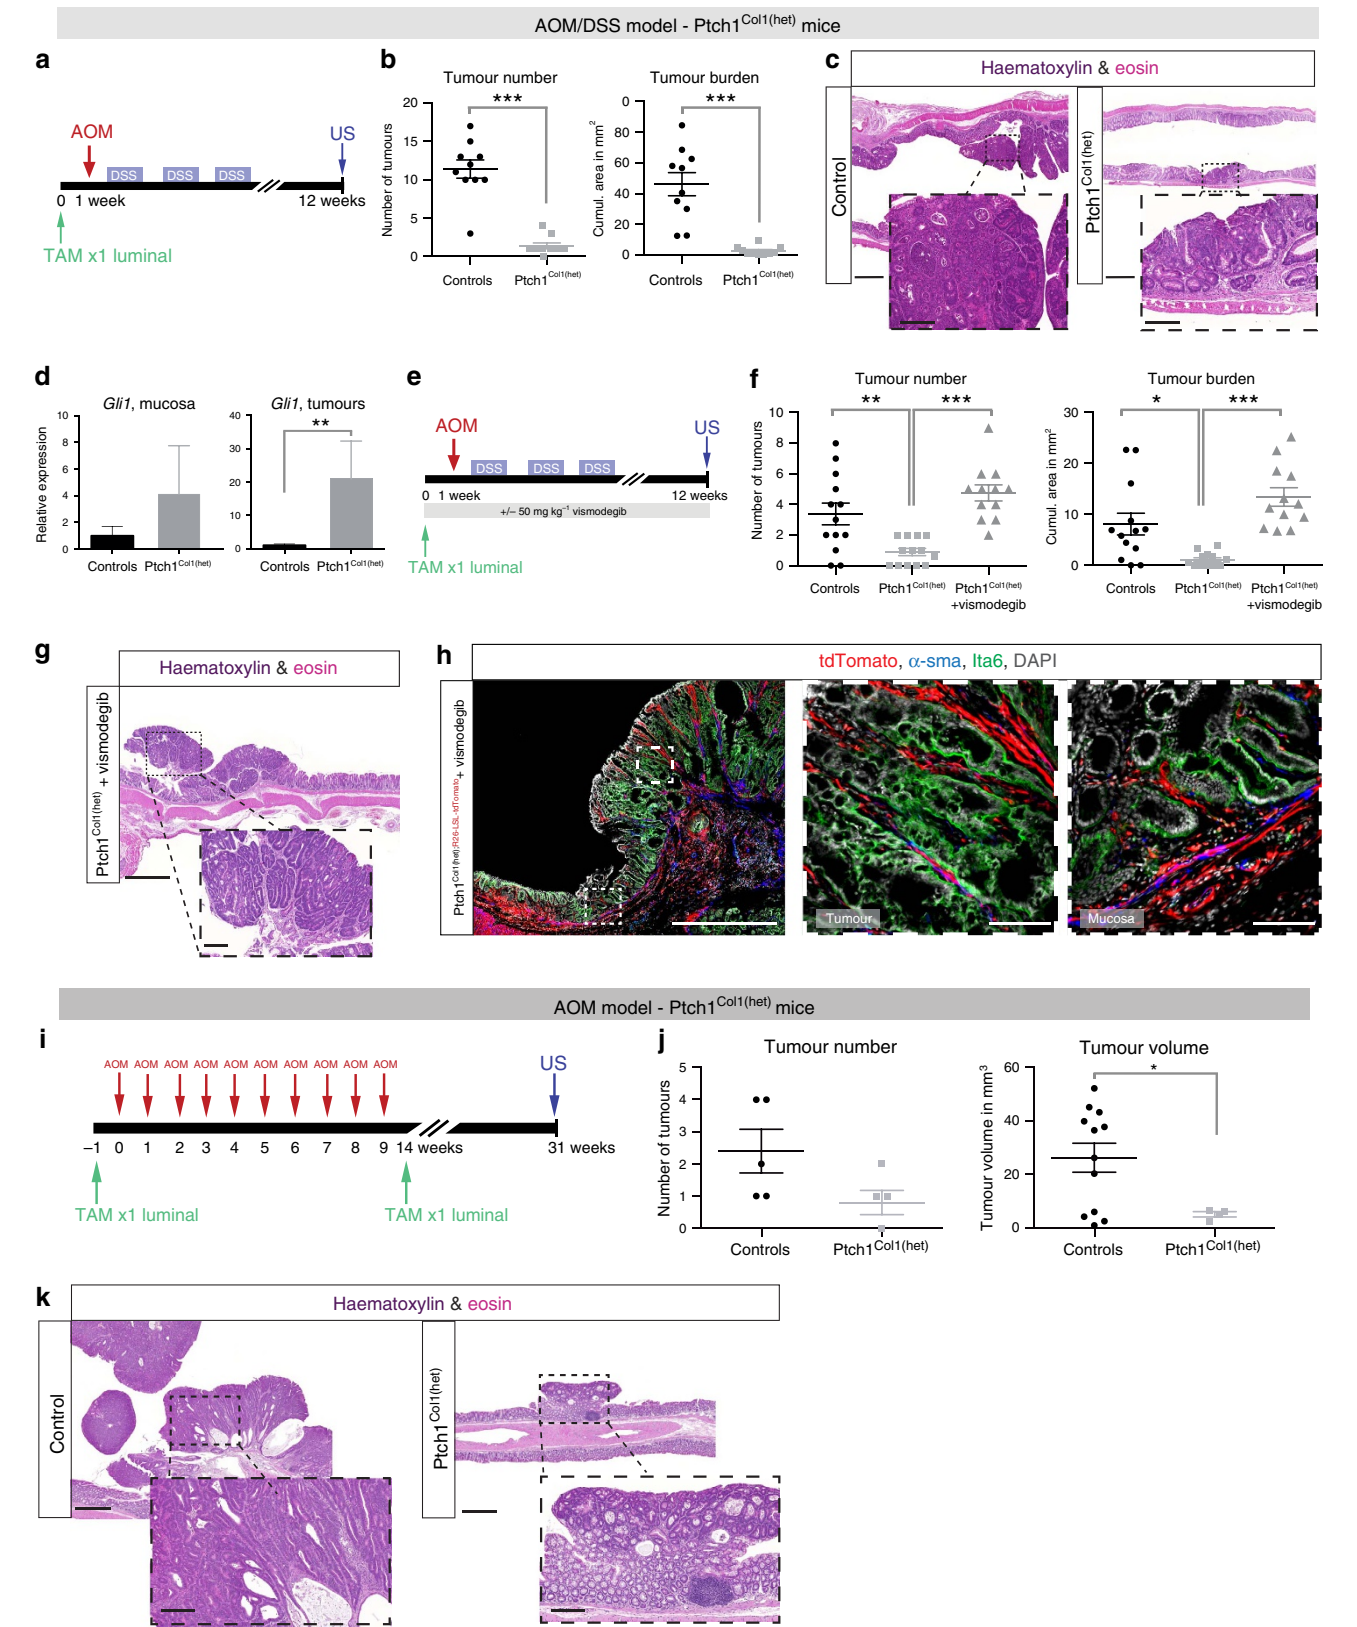 AOM/DSS model - Ptch1Col1(het) mice
a
AOM
US
DSS DSS DSS
0 1 week 12 weeks
TAM x1 luminal
b
Tumour number
***
Number of tumours
20
15
10
5
0
Controls Ptch1Col1(het)
Tumour burden
***
Cumul. area in mm2
0
80
60
40
20
0
Controls Ptch1Col1(het)
c
Haematoxylin & eosin
Control
Ptch1Col1(het)
d
Gli1, mucosa
Relative expression
10
8
6
4
2
0
Controls Ptch1Col1(het)
Gli1, tumours
**
40
30
20
10
0
Controls Ptch1Col1(het)
e
AOM
US
DSS DSS DSS
0 1 week 12 weeks
+/– 50 mg kg–1 vismodegib
TAM x1 luminal
f
Tumour number
** ***
Number of tumours
10
8
6
4
2
0
Controls Ptch1Col1(het) Ptch1Col1(het)
+vismodegib
Tumour burden
* ***
Cumul. area in mm2
30
20
10
0
Controls Ptch1Col1(het) Ptch1Col1(het)
+vismodegib
g
Haematoxylin & eosin
Ptch1Col1(het) + vismodegib
h
tdTomato, α-sma, Ita6, DAPI
Ptch1Col1(het);R26-LSL-tdTomato+ vismodegib
Tumour
Mucosa
AOM model - Ptch1Col1(het) mice
i
AOM AOM AOM AOM AOM AOM AOM AOM AOM AOM
US
–1 0 1 2 3 4 5 6 7 8 9 14 weeks 31 weeks
TAM x1 luminal TAM x1 luminal
j
Tumour number
Number of tumours
5
4
3
2
1
0
Controls Ptch1Col1(het)
Tumour volume
*
Tumour volume in mm3
60
40
20
0
Controls Ptch1Col1(het)
k
Haematoxylin & eosin
Control
Ptch1Col1(het)